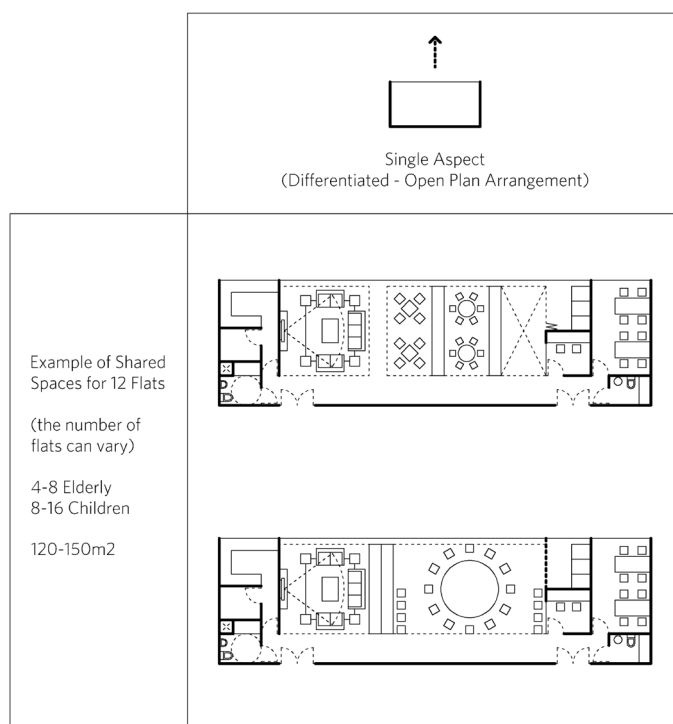 Single Aspect
(Differentiated - Open Plan Arrangement)
Example of Shared
Spaces for 12 Flats
(the number of
flats can vary)
4-8 Elderly
8-16 Children
120-150m2